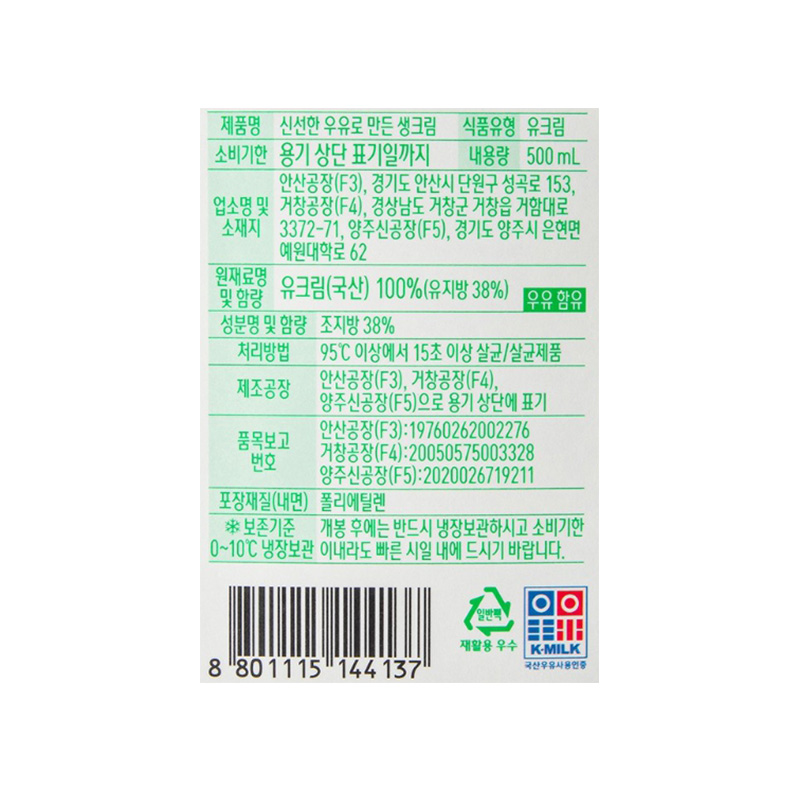 제품명 신선한 우유로 만든 생크림 식품유형 유크림
소비기한 용기 상단 표기일까지 내용량 500 mL
업소명 및 소재지
안산공장(F3), 경기도 안산시 단원구 성곡로 153,
거창공장(F4), 경상남도 거창군 거창읍 거함대로
3372-71, 양주신공장(F5), 경기도 양주시 은현면
예원대학로 62
원재료명 및 함량
유크림(국산) 100%(유지방 38%)
우유 함유
성분명 및 함량 조지방 38%
처리방법 95℃ 이상에서 15초 이상 살균/살균제품
제조공장
안산공장(F3), 거창공장(F4),
양주신공장(F5)으로 용기 상단에 표기
품목보고
번호
안산공장(F3):19760262002276
거창공장(F4):20050575003328
양주신공장(F5):2020026719211
포장재질(내면) 폴리에틸렌
보존기준 개봉 후에는 반드시 냉장보관하시고 소비기한
0~10℃ 냉장보관 이내라도 빠른 시일 내에 드시기 바랍니다.
8 801115 144137
일반팩
재활용 우수
K-MILK
국산우유사용인증